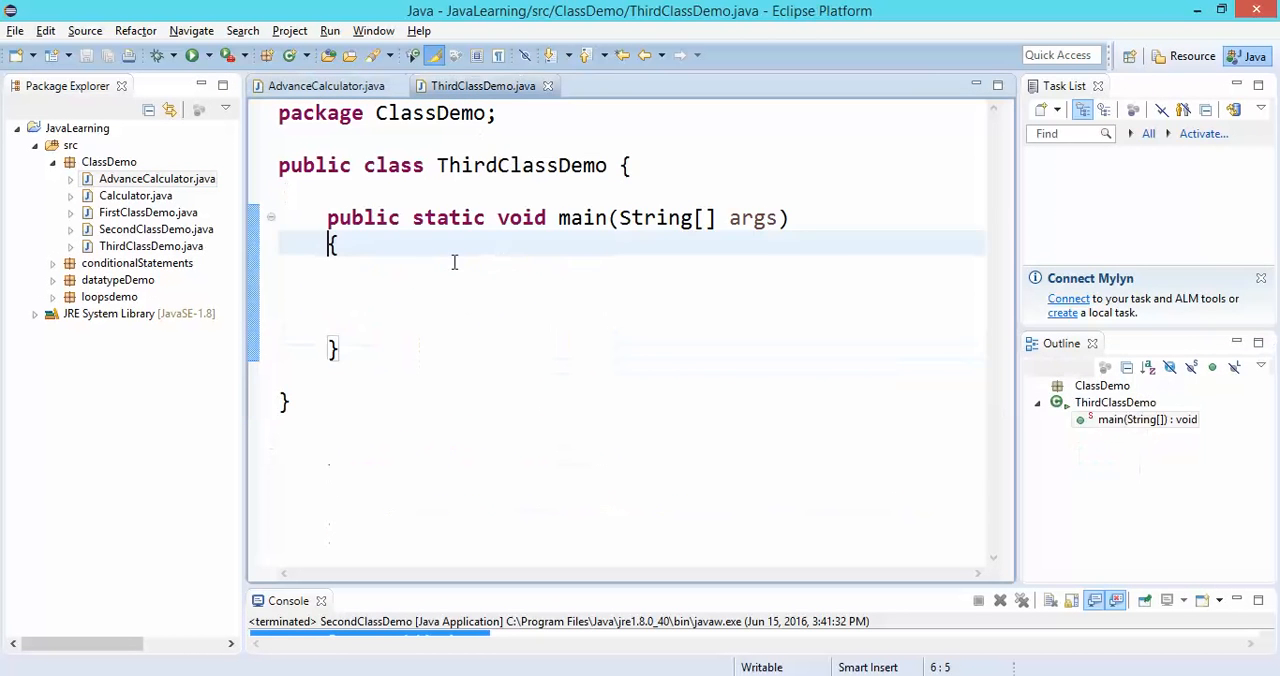 Java - JavaLearning/src/ClassDemo/ThirdClassDemo.java - Eclipse Platform
File Edit Source Refactor Navigate Search Project Run Window Help
Quick Access Resource Java
Package Explorer
JavaLearning
src
ClassDemo
AdvanceCalculator.java
Calculator.java
FirstClassDemo.java
SecondClassDemo.java
ThirdClassDemo.java
conditionalStatements
datatypeDemo
loopsdemo
JRE System Library [JavaSE-1.8]
AdvanceCalculator.java ThirdClassDemo.java
package ClassDemo;
public class ThirdClassDemo {
public static void main(String[] args)
{
}
}
Task List
Find All Activate...
Connect Mylyn
Connect to your task and ALM tools or
create a local task.
Outline
ClassDemo
ThirdClassDemo
main(String[]) : void
Console
<terminated> SecondClassDemo [Java Application] C:\Program Files\Java\jre1.8.0_40\bin\javaw.exe (Jun 15, 2016, 3:41:32 PM)
Writable Smart Insert 6 : 5